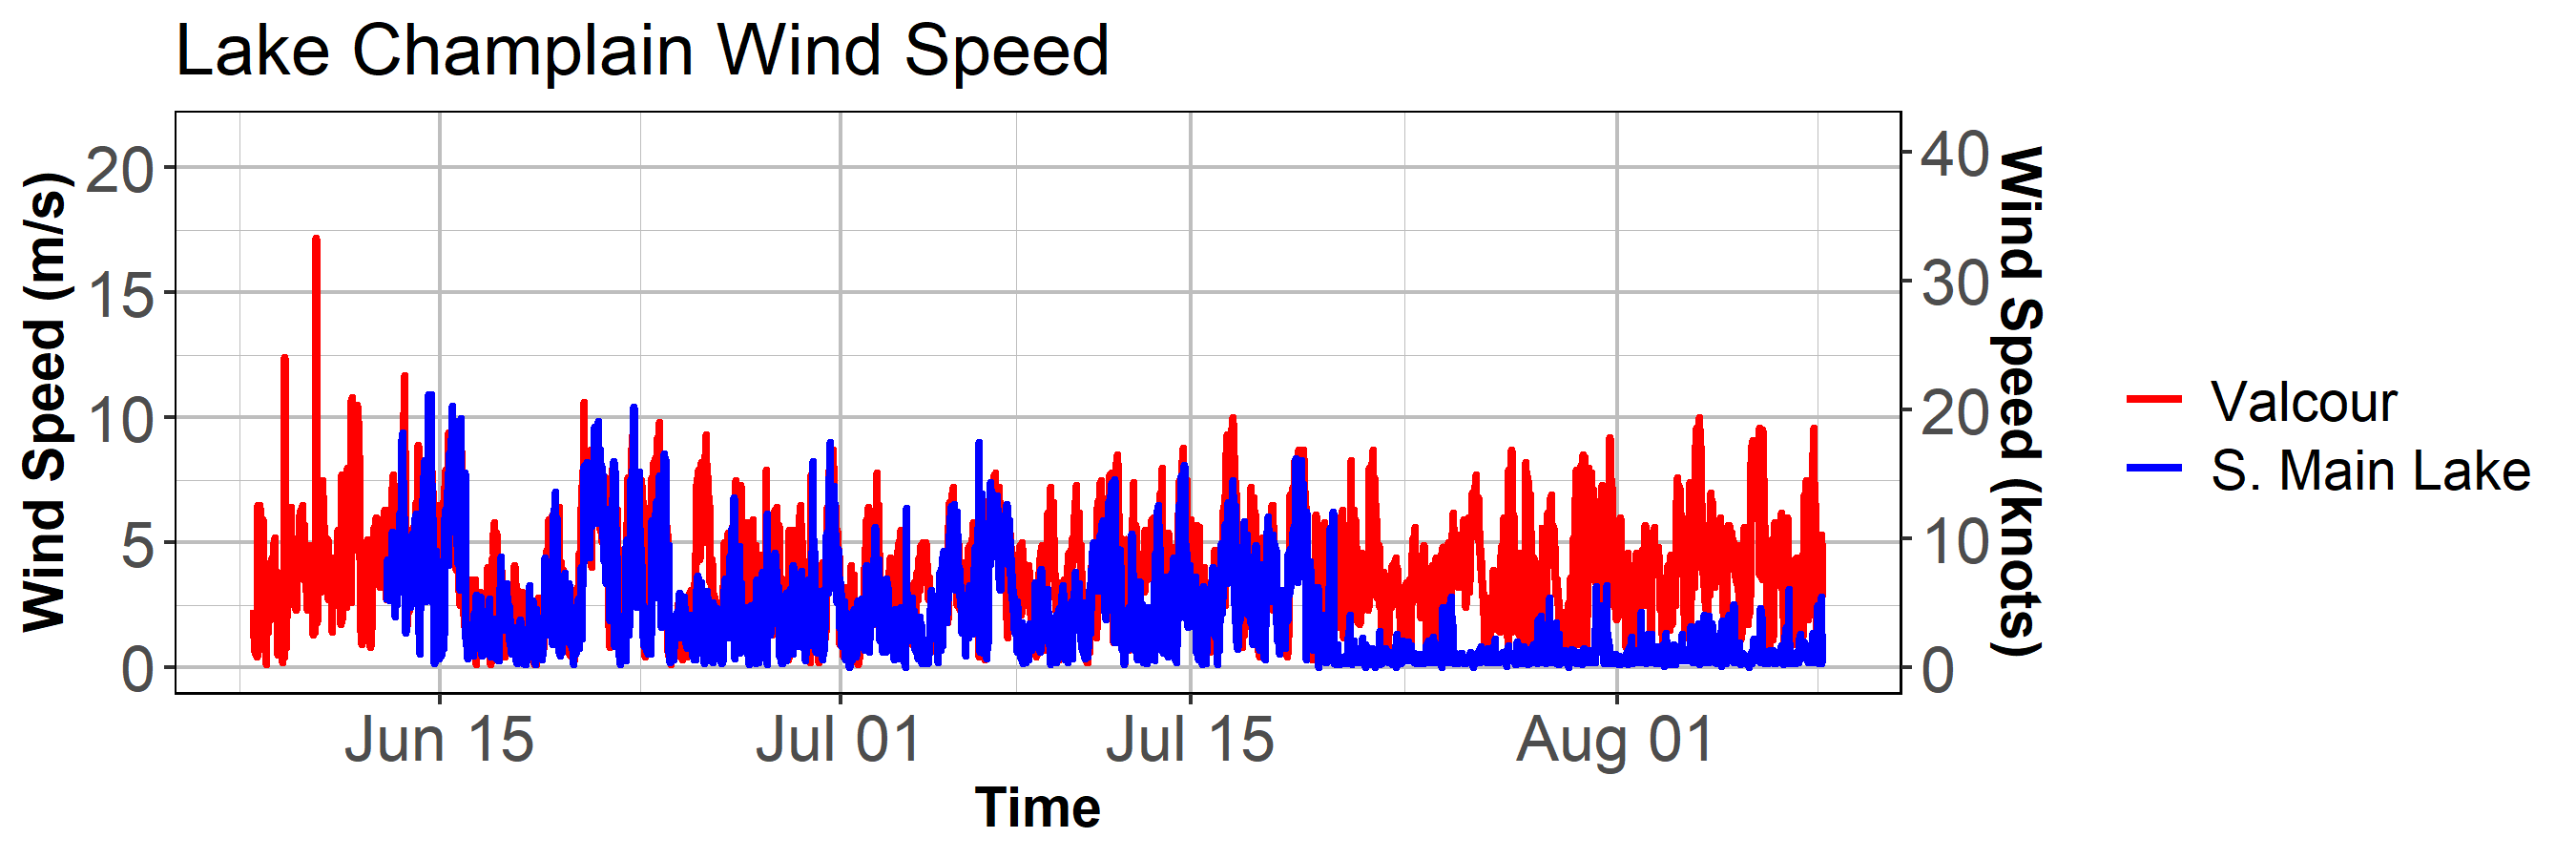 Lake Champlain Wind Speed
Wind Speed (m/s)
20
15
10
5
0
40
30
20
10
0
Wind Speed (knots)
Valcour
S. Main Lake
Jun 15
Jul 01
Jul 15
Aug 01
Time